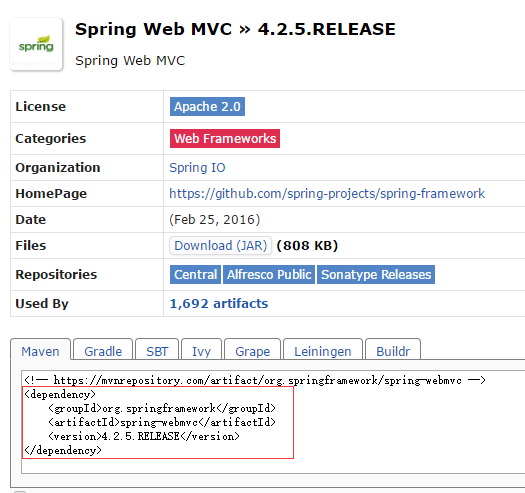 spring
Spring Web MVC » 4.2.5.RELEASE
Spring Web MVC
License Apache 2.0
Categories Web Frameworks
Organization Spring IO
HomePage https://github.com/spring-projects/spring-framework
Date (Feb 25, 2016)
Files Download (JAR) (808 KB)
Repositories Central Alfresco Public Sonatype Releases
Used By 1,692 artifacts
Maven Gradle SBT Ivy Grape Leiningen Buildr
<!-- https://mvnrepository.com/artifact/org.springframework/spring-webmvc -->
<dependency>
    <groupId>org.springframework</groupId>
    <artifactId>spring-webmvc</artifactId>
    <version>4.2.5.RELEASE</version>
</dependency>